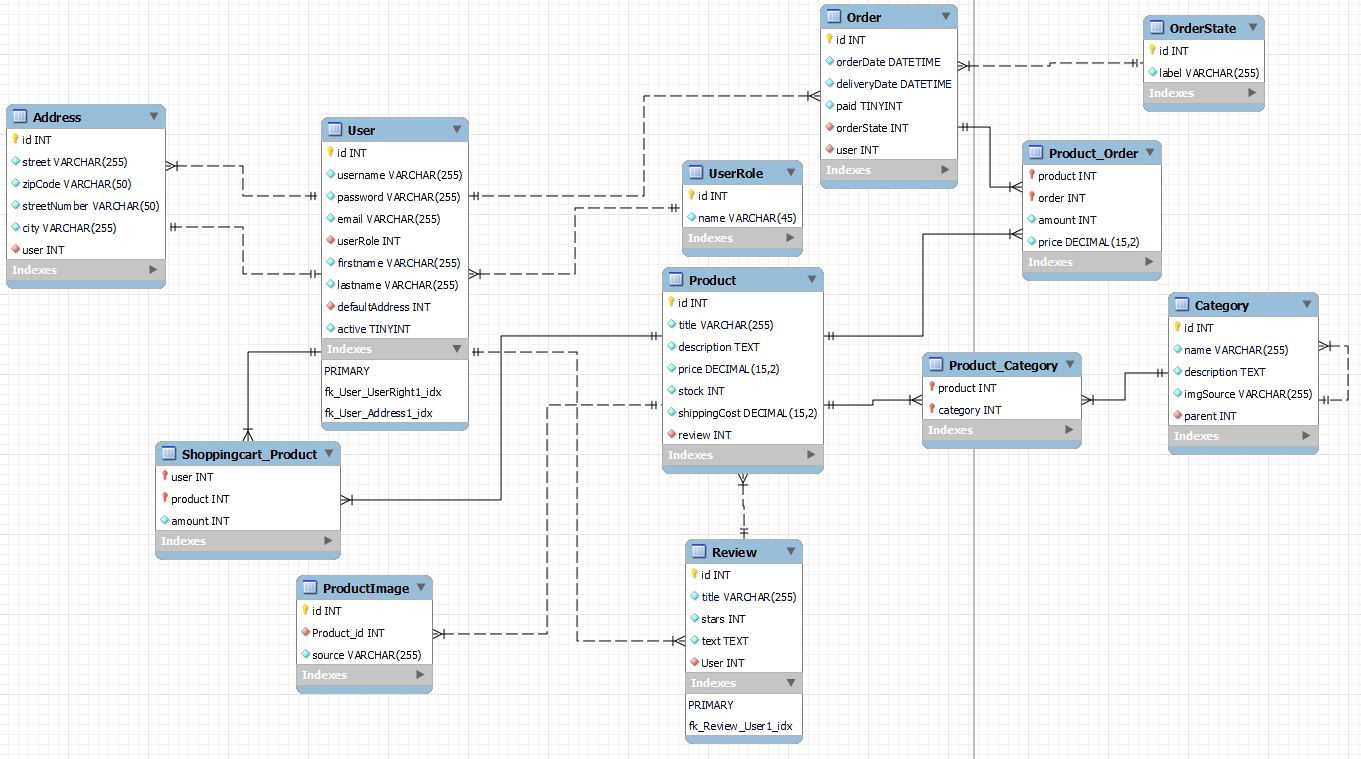 Order
id INT
orderDate DATETIME
deliveryDate DATETIME
paid TINYINT
orderState INT
user INT
Indexes
OrderState
id INT
label VARCHAR(255)
Indexes
Address
id INT
street VARCHAR(255)
zipCode VARCHAR(50)
streetNumber VARCHAR(50)
city VARCHAR(255)
user INT
Indexes
User
id INT
username VARCHAR(255)
password VARCHAR(255)
email VARCHAR(255)
userRole INT
firstname VARCHAR(255)
lastname VARCHAR(255)
defaultAddress INT
active TINYINT
Indexes
PRIMARY
fk_User_UserRight1_idx
fk_User_Address1_idx
UserRole
id INT
name VARCHAR(45)
Indexes
Product_Order
product INT
order INT
amount INT
price DECIMAL(15,2)
Indexes
Product
id INT
title VARCHAR(255)
description TEXT
price DECIMAL(15,2)
stock INT
shippingCost DECIMAL(15,2)
review INT
Indexes
Product_Category
product INT
category INT
Indexes
Category
id INT
name VARCHAR(255)
description TEXT
imgSource VARCHAR(255)
parent INT
Indexes
Shoppingcart_Product
user INT
product INT
amount INT
Indexes
ProductImage
id INT
Product_id INT
source VARCHAR(255)
Indexes
Review
id INT
title VARCHAR(255)
stars INT
text TEXT
User INT
Indexes
PRIMARY
fk_Review_User1_idx